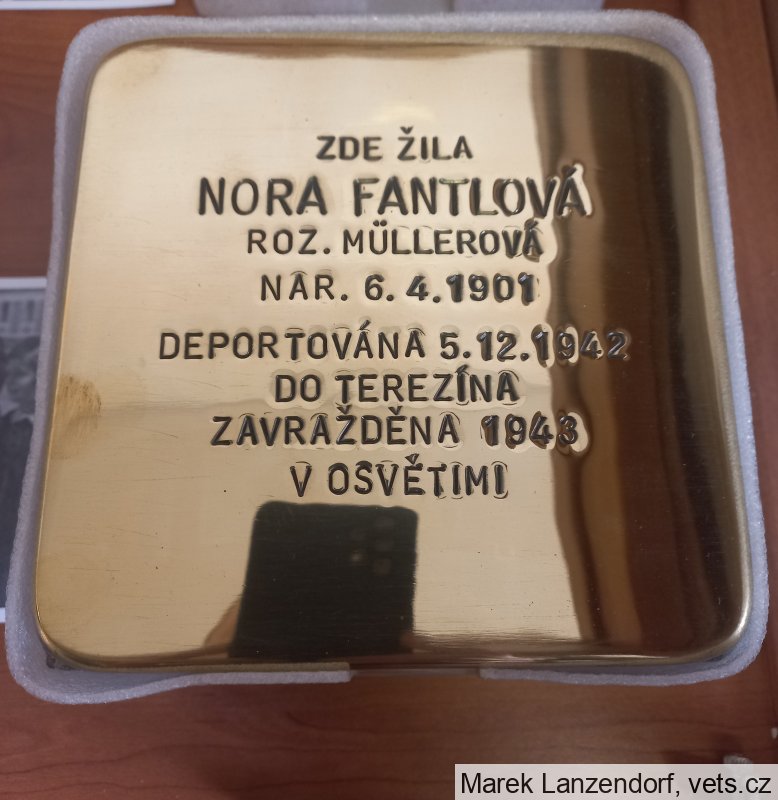 ZDE ŽILA
NORA FANTLOVÁ
ROZ. MÜLLEROVÁ
NAR. 6. 4. 1901
DEPORTOVÁNA 5.12.1942
DO TEREZÍNA
ZAVRAŽDĚNA 1943
V OSVĚTIMI
Marek Lanzendorf, vets.cz